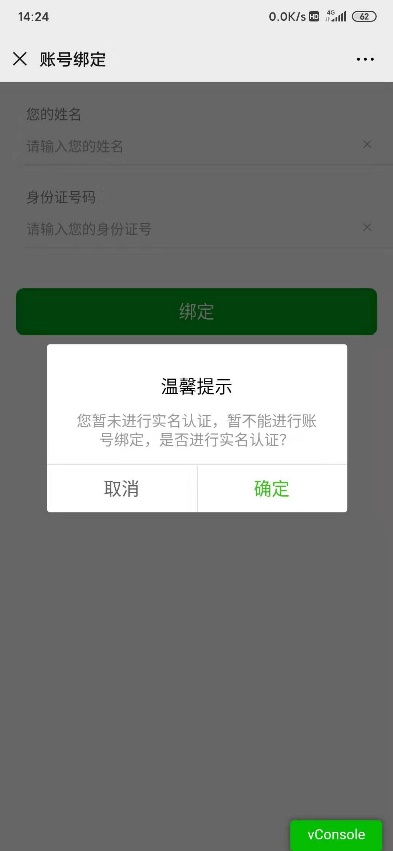 14:24
0.0K/s HD 4G 62
账号绑定
您的姓名
请输入您的姓名
身份证号码
请输入您的身份证号
绑定
温馨提示
您暂未进行实名认证，暂不能进行账
号绑定，是否进行实名认证？
取消
确定
vConsole